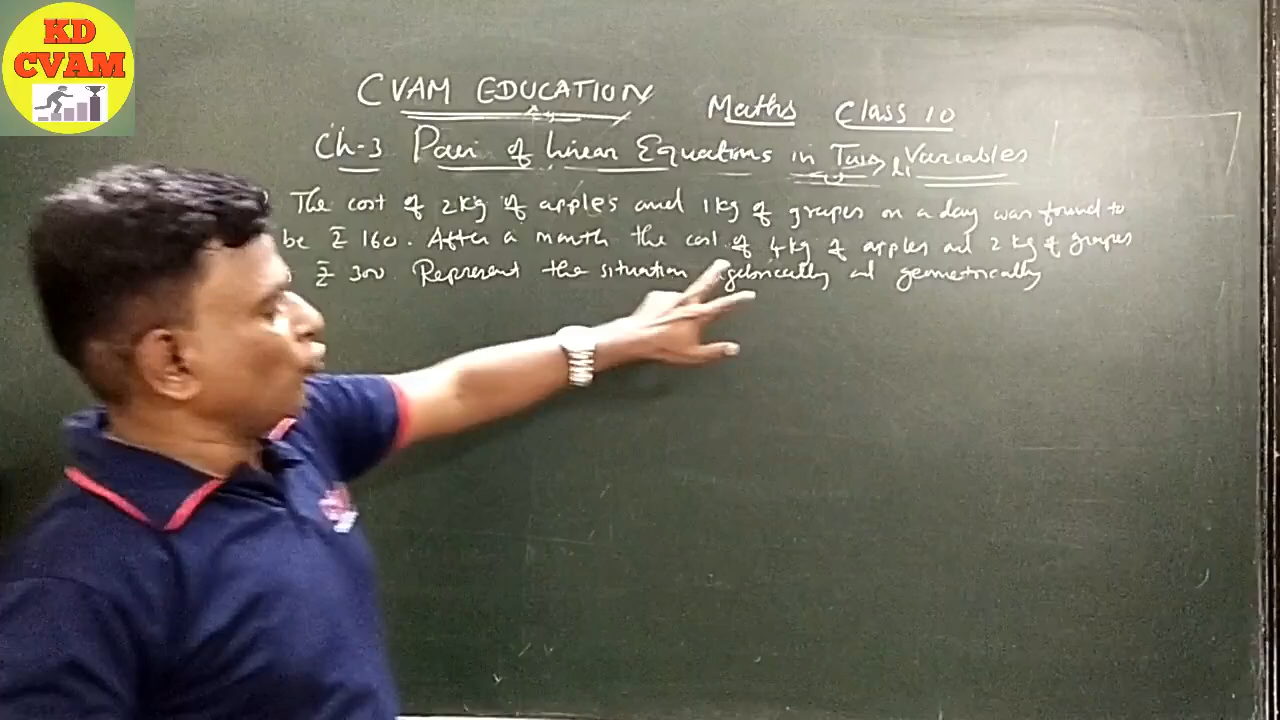 KD
CVAM
CVAM EDUCATION
Maths Class 10
Ch-3 Pair of Linear Equations in Two Variables
The cost of 2kg of apples and 1kg of grapes on a day was found to
be ₹ 160. After a month the cost of 4kg of apples and 2 kg of grapes
₹ 300. Represent the situation algebrically and geometrically